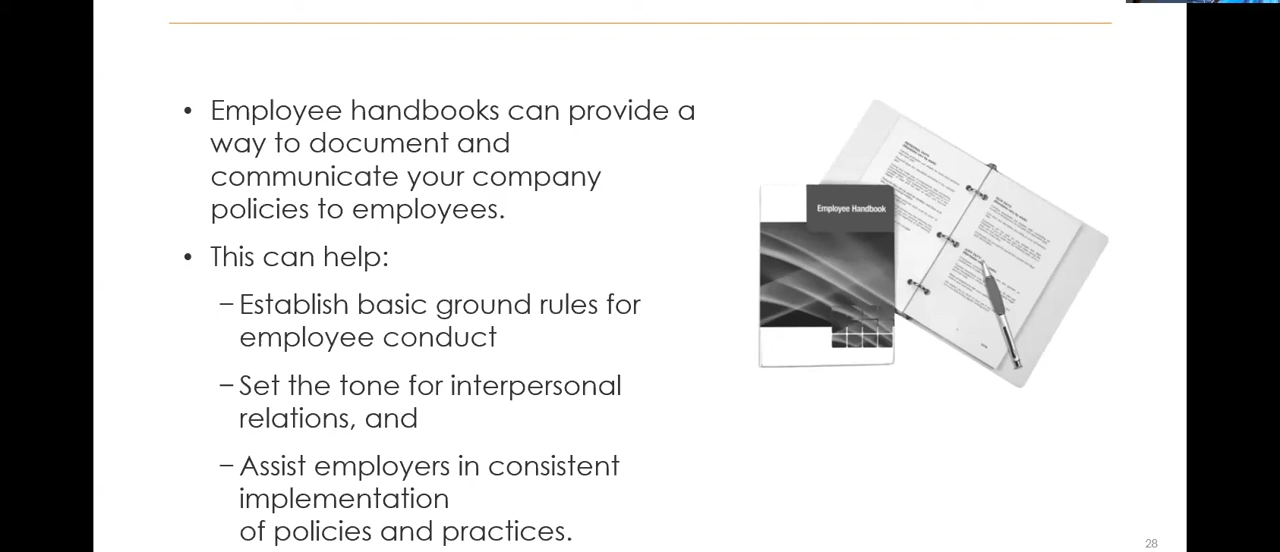 • Employee handbooks can provide a
way to document and
communicate your company
policies to employees.
• This can help:
– Establish basic ground rules for
employee conduct
– Set the tone for interpersonal
relations, and
– Assist employers in consistent
implementation
of policies and practices.
Employee Handbook
28